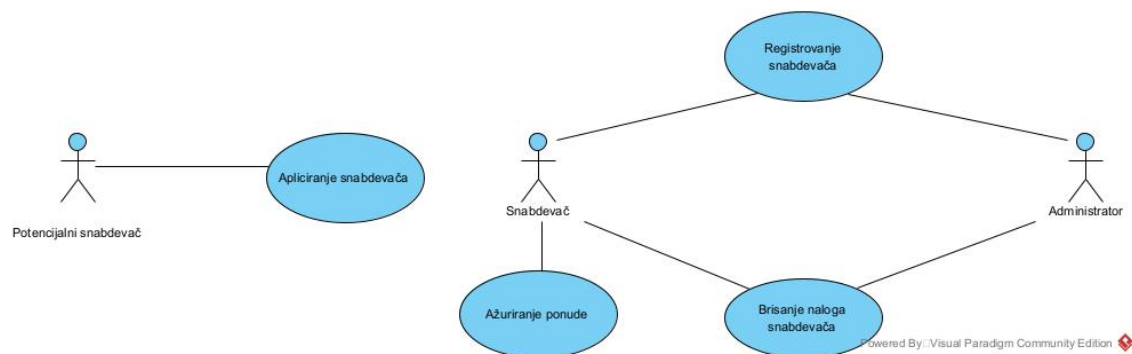 Registrovanje
snabdevača
Apliciranje snabdevača
Potencijalni snabdevač
Snabdevač
Administrator
Ažuriranje ponude
Brisanje naloga
snabdevača
Powered By Visual Paradigm Community Edition